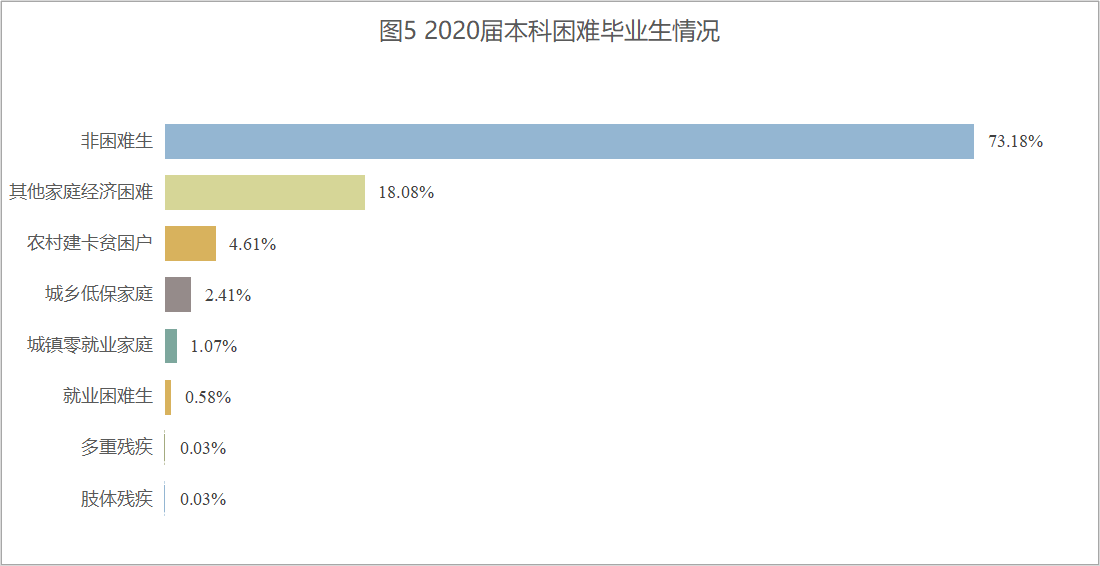 图5 2020届本科困难毕业生情况
非困难生 73.18%
其他家庭经济困难 18.08%
农村建卡贫困户 4.61%
城乡低保家庭 2.41%
城镇零就业家庭 1.07%
就业困难生 0.58%
多重残疾 0.03%
肢体残疾 0.03%